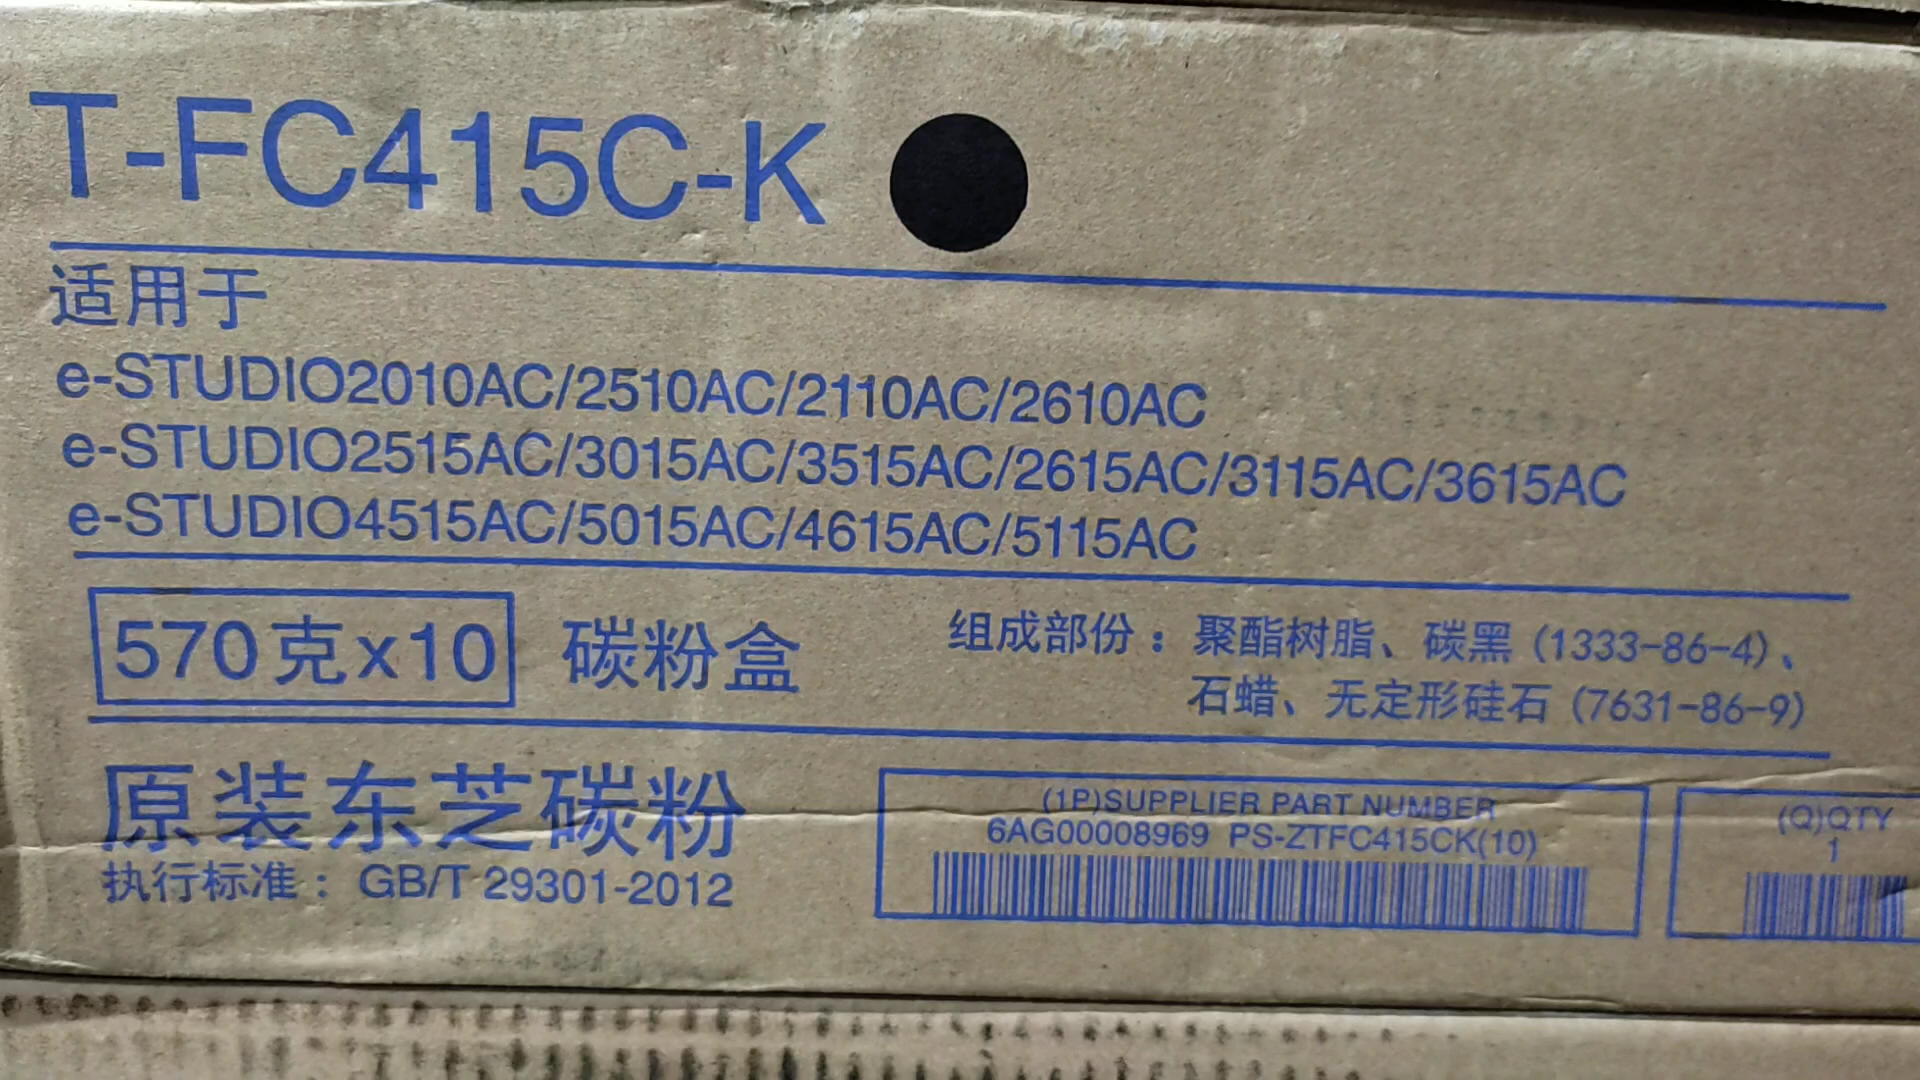 T-FC415C-K
适用于
e-STUDIO2010AC/2510AC/2110AC/2610AC
e-STUDIO2515AC/3015AC/3515AC/2615AC/3115AC/3615AC
e-STUDIO4515AC/5015AC/4615AC/5115AC
570克x10 碳粉盒
组成部份：聚酯树脂、碳黑 (1333-86-4)、
石蜡、无定形硅石 (7631-86-9)
原装东芝碳粉
执行标准：GB/T 29301-2012
(1P)SUPPLIER PART NUMBER
6AG00008969 PS-ZTFC415CK(10)
(Q)QTY
1